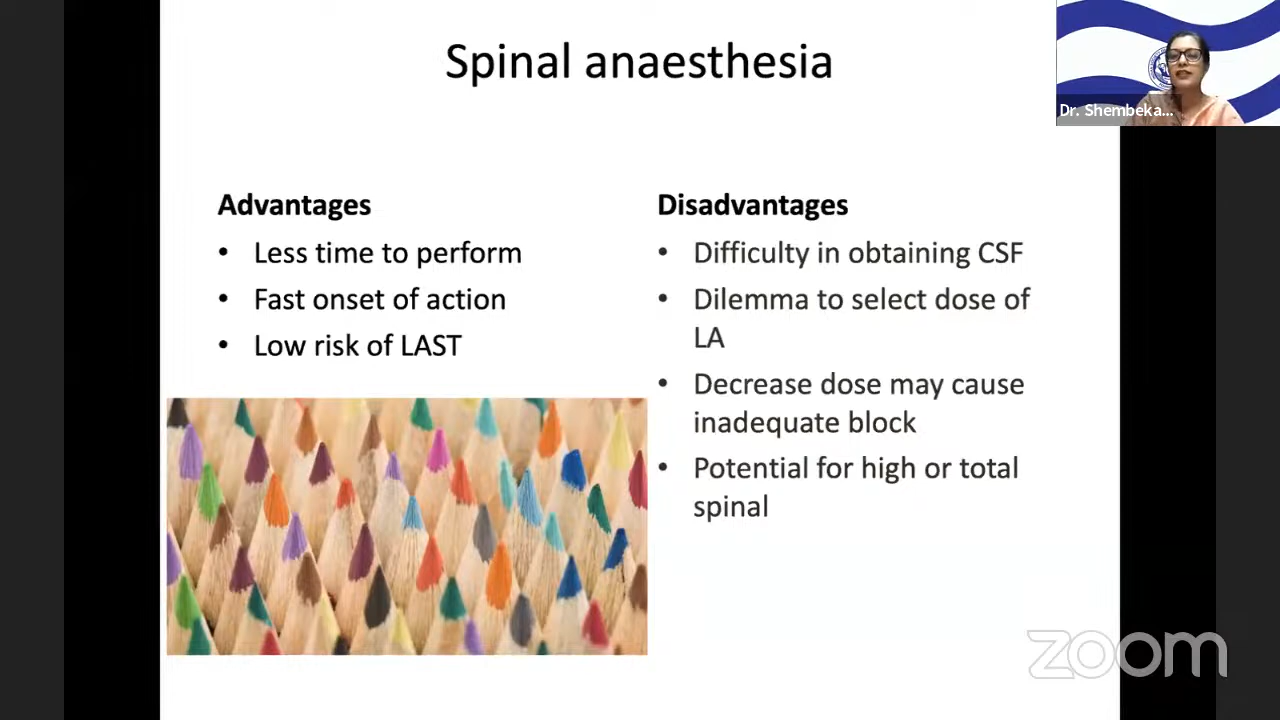 Spinal anaesthesia
Dr. Shembeka...
Advantages
• Less time to perform
• Fast onset of action
• Low risk of LAST
Disadvantages
• Difficulty in obtaining CSF
• Dilemma to select dose of
LA
• Decrease dose may cause
inadequate block
• Potential for high or total
spinal
zoom